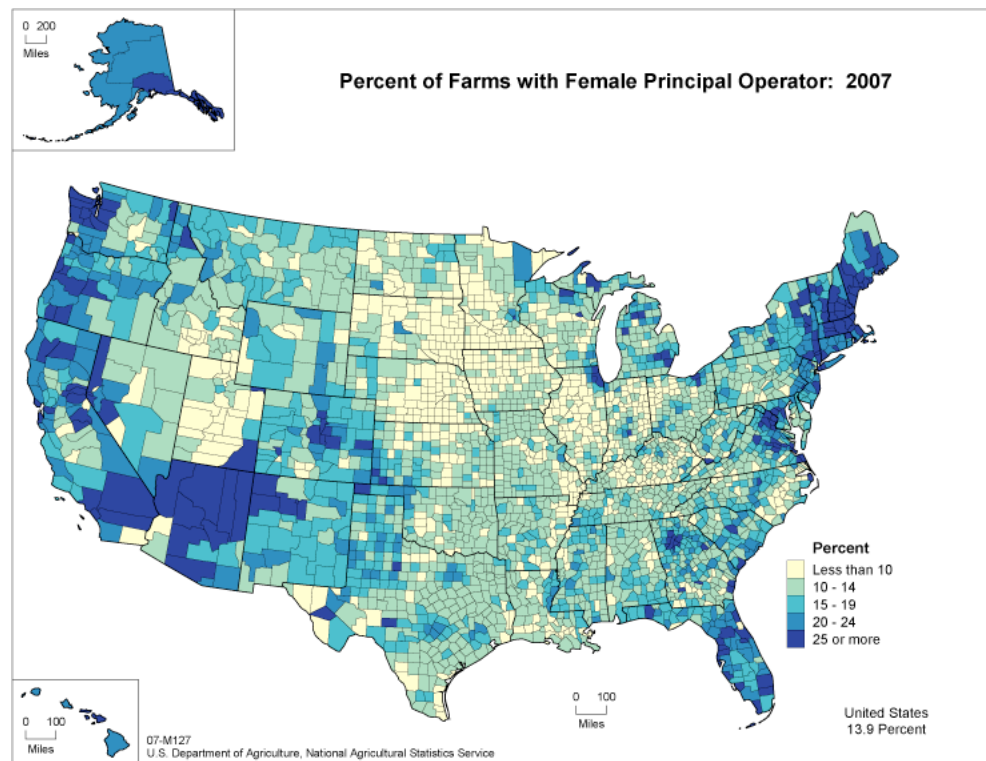 0 200
Miles
Percent of Farms with Female Principal Operator: 2007
Percent
Less than 10
10 - 14
15 - 19
20 - 24
25 or more
0 100
Miles
0 100
Miles
United States
13.9 Percent
07-M127
U.S. Department of Agriculture, National Agricultural Statistics Service